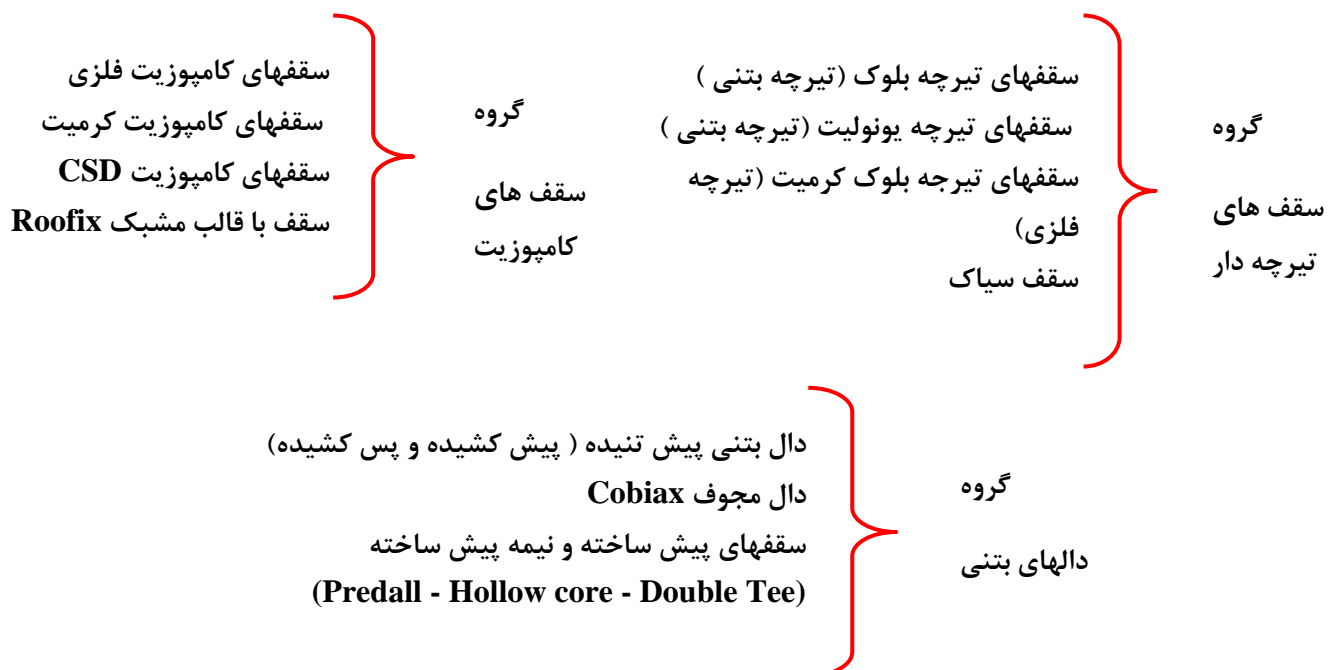 گروه
سقف های
تیرچه دار
سقفهای تیرچه بلوک (تیرچه بتنی )
سقفهای تیرچه یونولیت (تیرچه بتنی )
سقفهای تیرجه بلوک کرمیت (تیرچه
فلزی)
سقف سیاک
گروه
سقف های
کامپوزیت
سقفهای کامپوزیت فلزی
سقفهای کامپوزیت کرمیت
سقفهای کامپوزیت CSD
سقف با قالب مشبک Roofix
گروه
دالهای بتنی
دال بتنی پیش تنیده ( پیش کشیده و پس کشیده)
دال مجوف Cobiax
سقفهای پیش ساخته و نیمه پیش ساخته
(Predall - Hollow core - Double Tee)